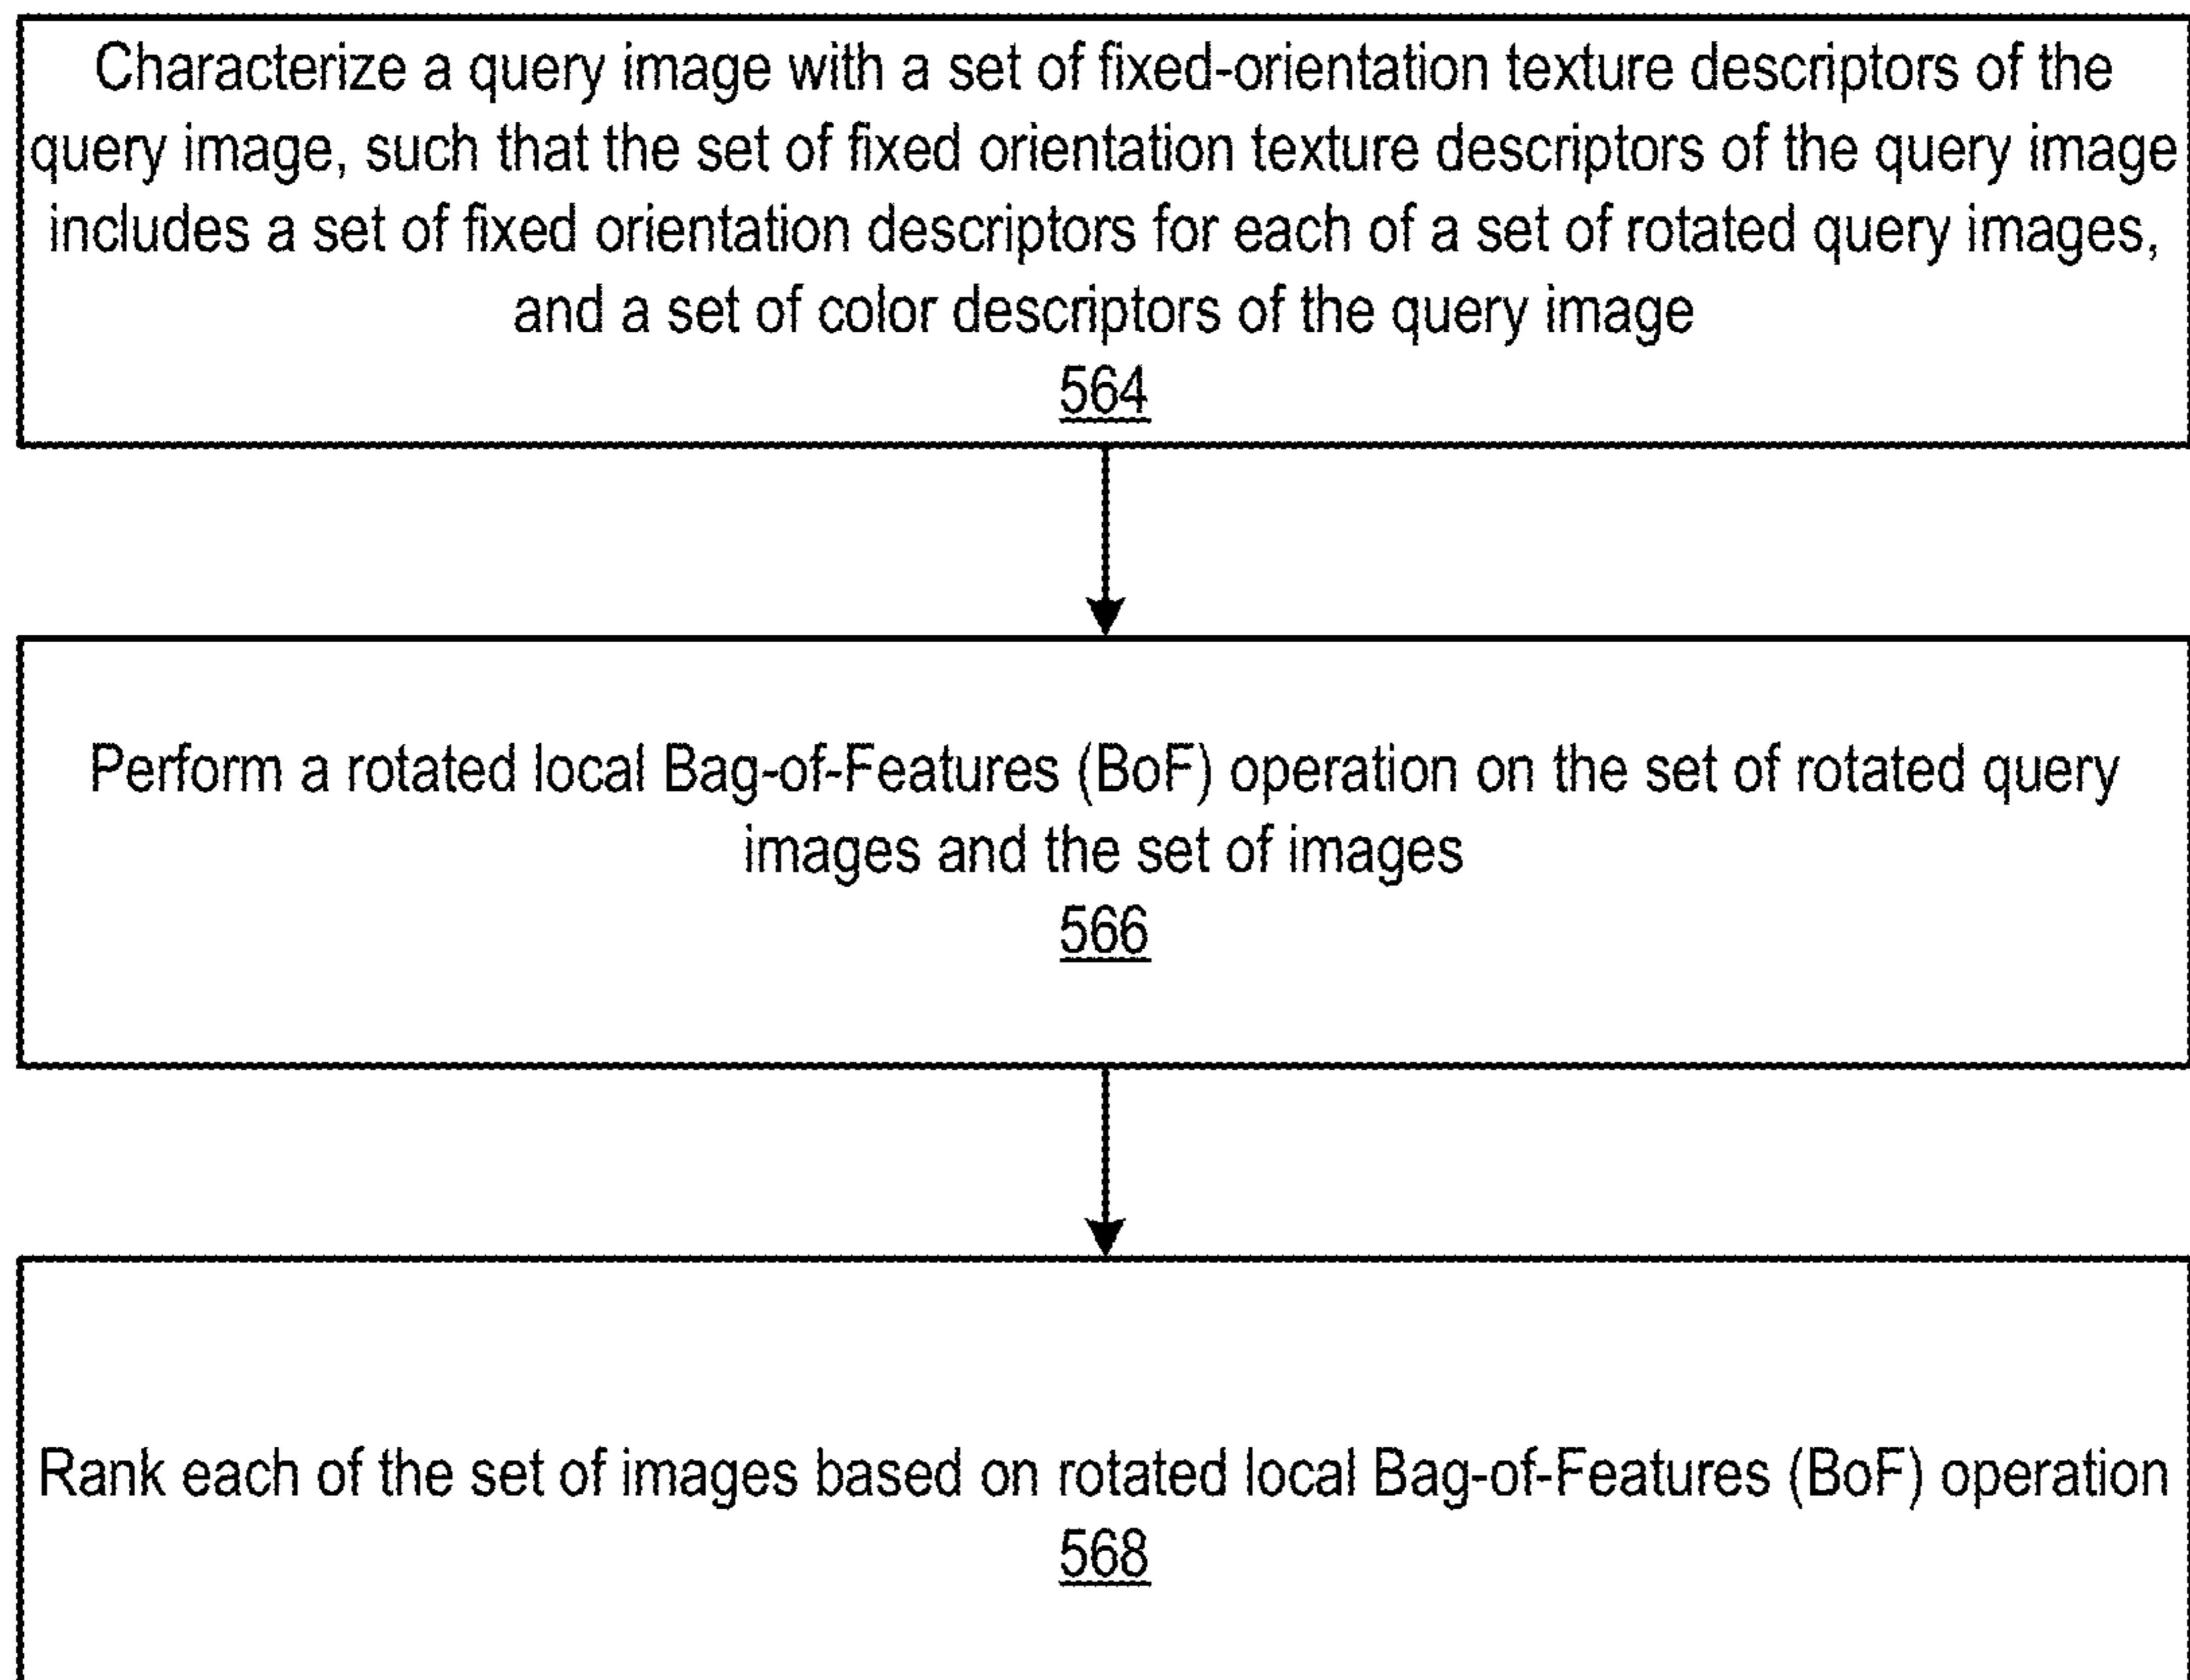 Characterize a query image with a set of fixed-orientation texture descriptors of the
query image, such that the set of fixed orientation texture descriptors of the query image
includes a set of fixed orientation descriptors for each of a set of rotated query images,
and a set of color descriptors of the query image
564
Perform a rotated local Bag-of-Features (BoF) operation on the set of rotated query
images and the set of images
566
Rank each of the set of images based on rotated local Bag-of-Features (BoF) operation
568